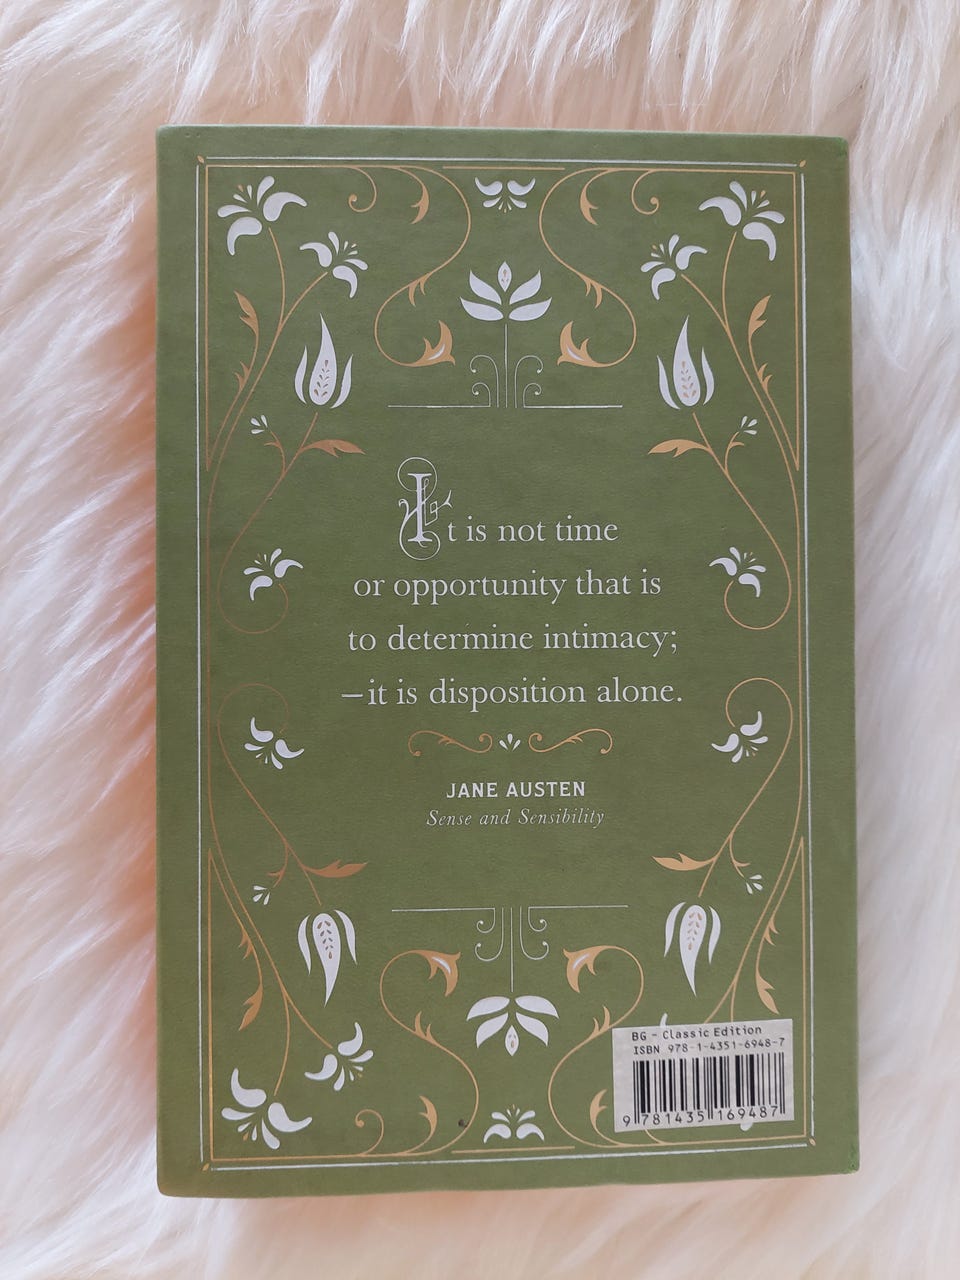 It is not time
or opportunity that is
to determine intimacy;
—it is disposition alone.
JANE AUSTEN
Sense and Sensibility
BG - Classic Edition
ISBN 978-1-4351-6948-7
9 781435 169487